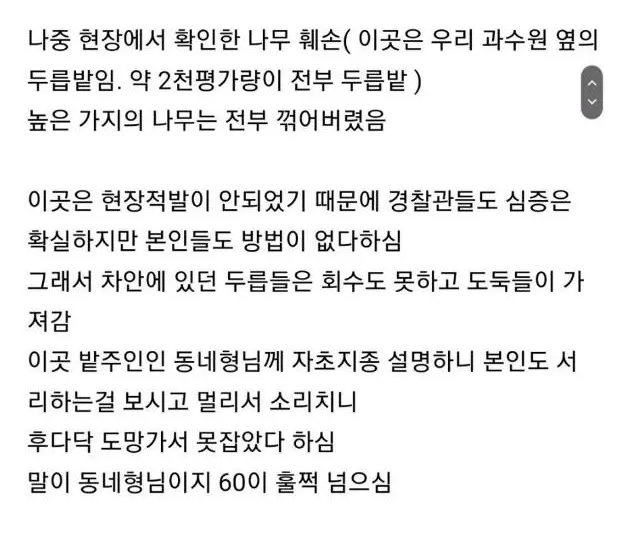 나중 현장에서 확인한 나무 훼손( 이곳은 우리 과수원 옆의
두릅밭임. 약 2천평가량이 전부 두릅밭 )
높은 가지의 나무는 전부 꺾어버렸음
이곳은 현장적발이 안되었기 때문에 경찰관들도 심증은
확실하지만 본인들도 방법이 없다하심
그래서 차안에 있던 두릅들은 회수도 못하고 도둑들이 가
져감
이곳 밭주인인 동네형님께 자초지종 설명하니 본인도 서
리하는걸 보시고 멀리서 소리치니
후다닥 도망가서 못잡았다 하심
말이 동네형님이지 60이 훌쩍 넘으심